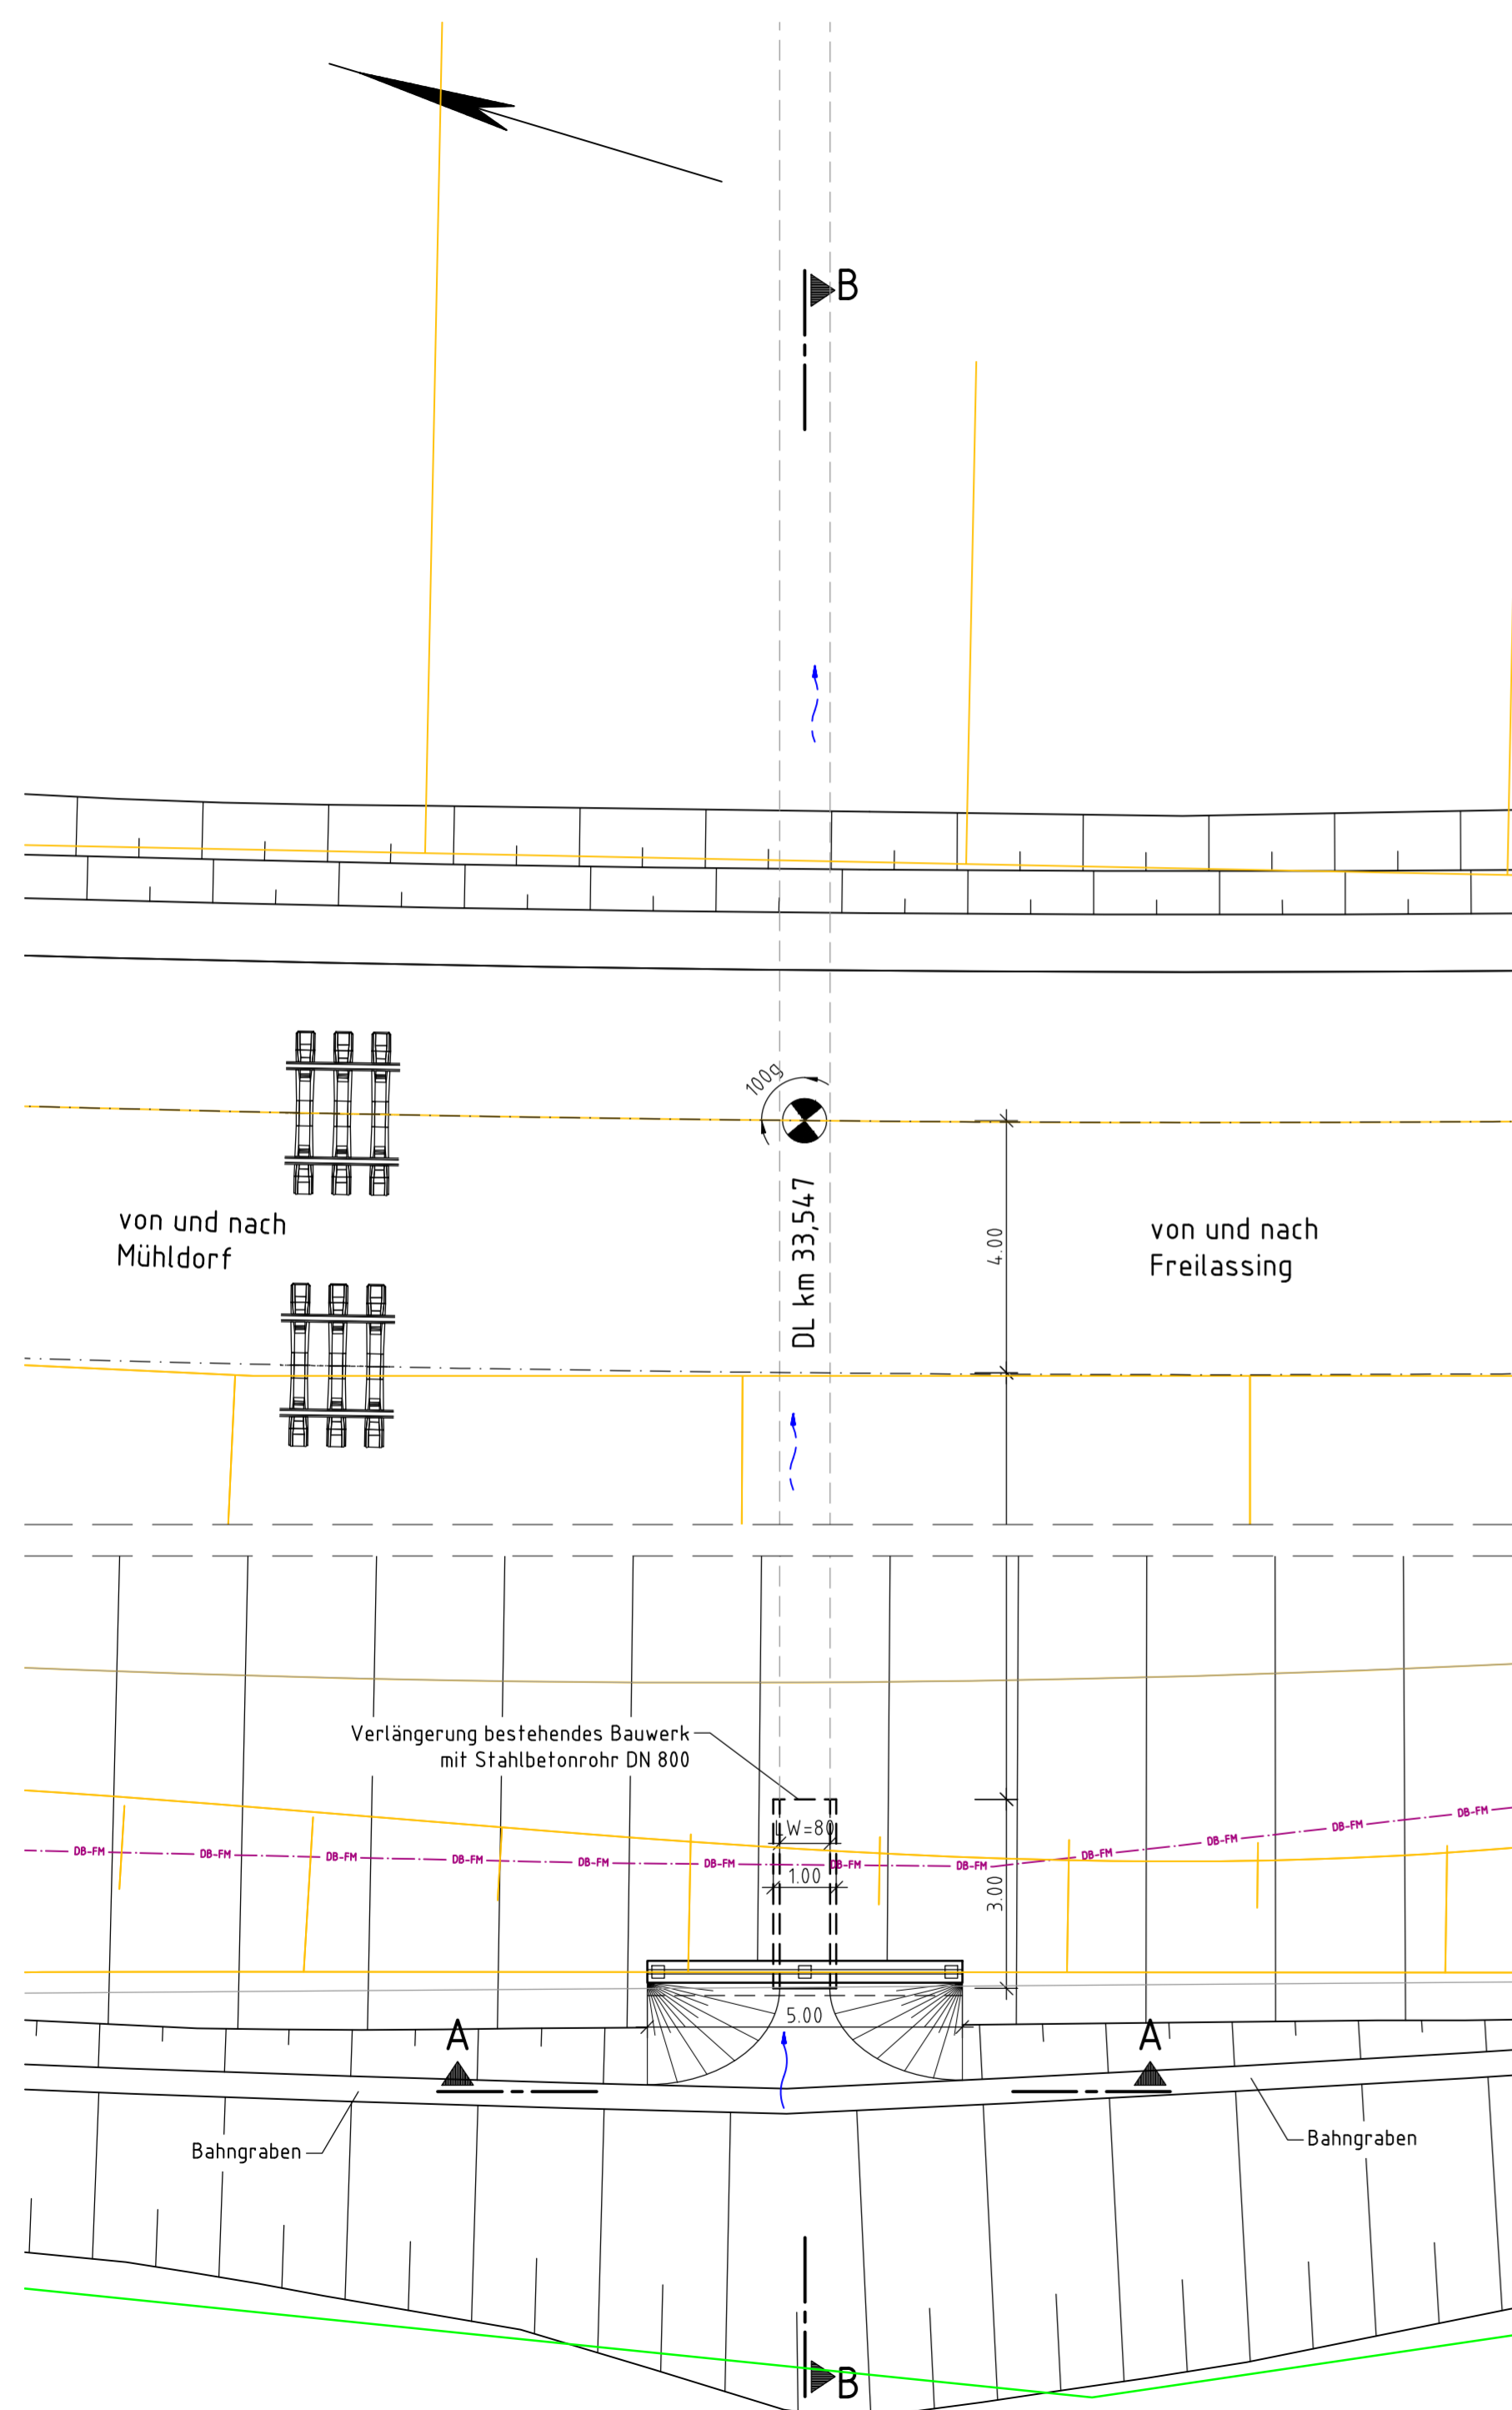 B
100g
DL km 33,547
4.00
von und nach
Mühldorf
von und nach
Freilassing
Verlängerung bestehendes Bauwerk
mit Stahlbetonrohr DN 800
LW=80
DB-FM DB-FM DB-FM DB-FM DB-FM DB-FM DB-FM DB-FM DB-FM DB-FM DB-FM DB-FM
1.00
3.00
5.00
A
A
Bahngraben
Bahngraben
B